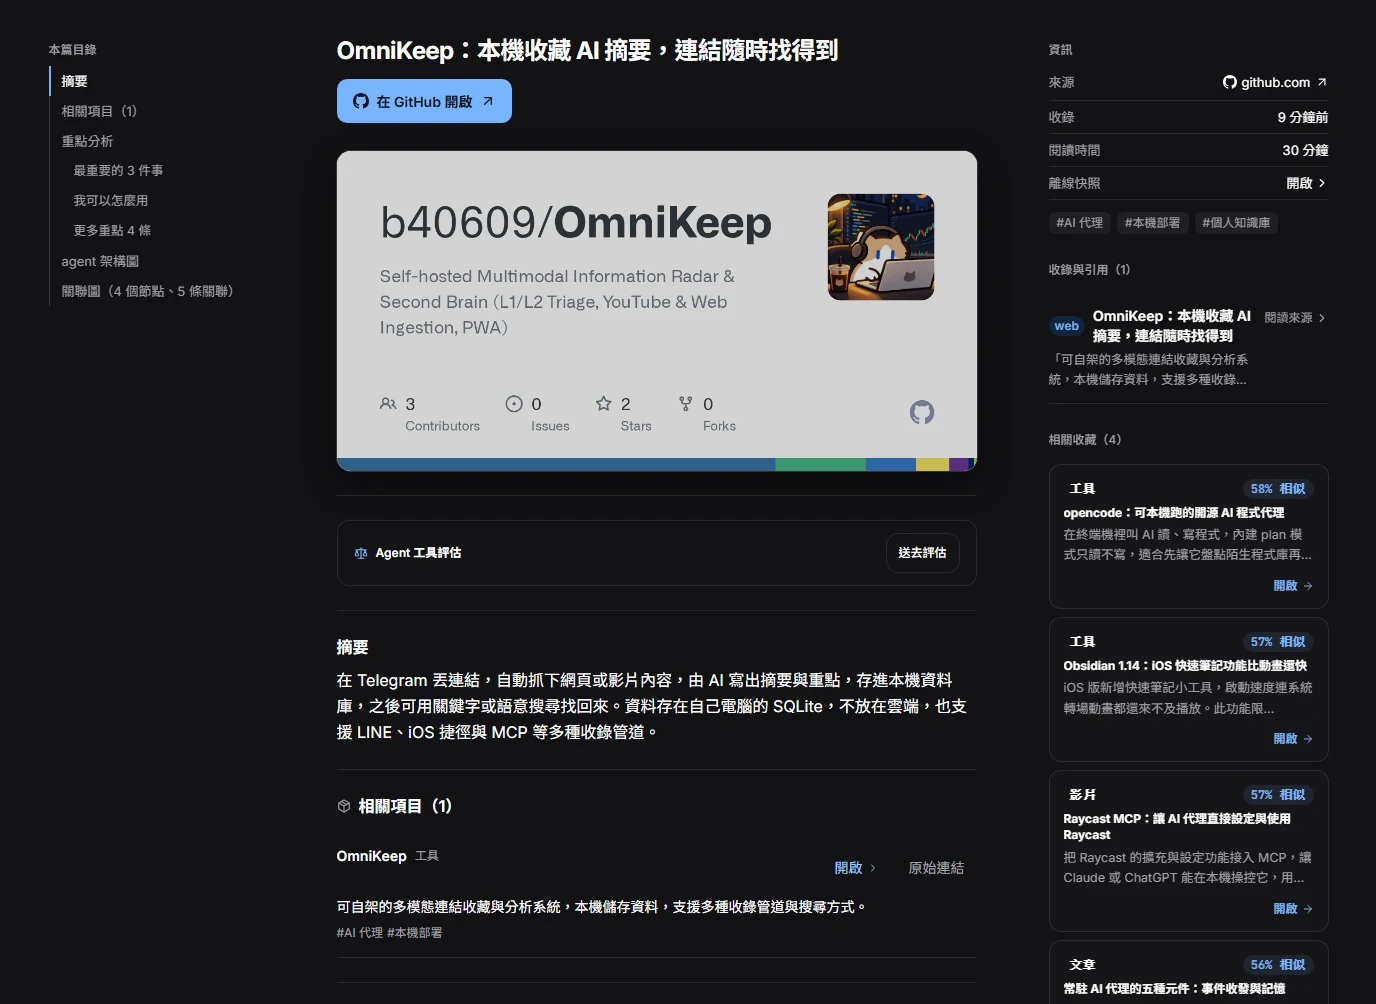 本篇目錄
摘要
相關項目（1）
重點分析
最重要的 3 件事
我可以怎麼用
更多重點 4 條
agent 架構圖
關聯圖（4 個節點、5 條關聯）
OmniKeep：本機收藏 AI 摘要，連結隨時找得到
在 GitHub 開啟
b40609/OmniKeep
Self-hosted Multimodal Information Radar &
Second Brain (L1/L2 Triage, YouTube & Web
Ingestion, PWA)
3
Contributors
0
Issues
2
Stars
0
Forks
Agent 工具評估
送去評估
摘要
在 Telegram 丟連結，自動抓下網頁或影片內容，由 AI 寫出摘要與重點，存進本機資料
庫，之後可用關鍵字或語意搜尋找回來。資料存在自己電腦的 SQLite，不放在雲端，也支
援 LINE、iOS 捷徑與 MCP 等多種收錄管道。
相關項目（1）
OmniKeep 工具
開啟
原始連結
可自架的多模態連結收藏與分析系統，本機儲存資料，支援多種收錄管道與搜尋方式。
#AI 代理 #本機部署
資訊
來源 github.com
收錄 9 分鐘前
閱讀時間 30 分鐘
離線快照 開啟
#AI 代理 #本機部署 #個人知識庫
收錄與引用（1）
web
OmniKeep：本機收藏 AI
摘要，連結隨時找得到
閱讀來源
「可自架的多模態連結收藏與分析系
統，本機儲存資料，支援多種收錄...
相關收藏（4）
工具 58% 相似
opencode：可本機跑的開源 AI 程式代理
在終端機裡叫 AI 讀、寫程式，內建 plan 模
式只讀不寫，適合先讓它盤點陌生程式庫再...
開啟
工具 57% 相似
Obsidian 1.14：iOS 快速筆記功能比動畫還快
iOS 版新增快速筆記小工具，啟動速度連系統
轉場動畫都還來不及播放。此功能限...
開啟
影片 57% 相似
Raycast MCP：讓 AI 代理直接設定與使用
Raycast
把 Raycast 的擴充與設定功能接入 MCP，讓
Claude 或 ChatGPT 能在本機操控它，用...
開啟
文章 56% 相似
常駐 AI 代理的五種元件：事件收發與記憶